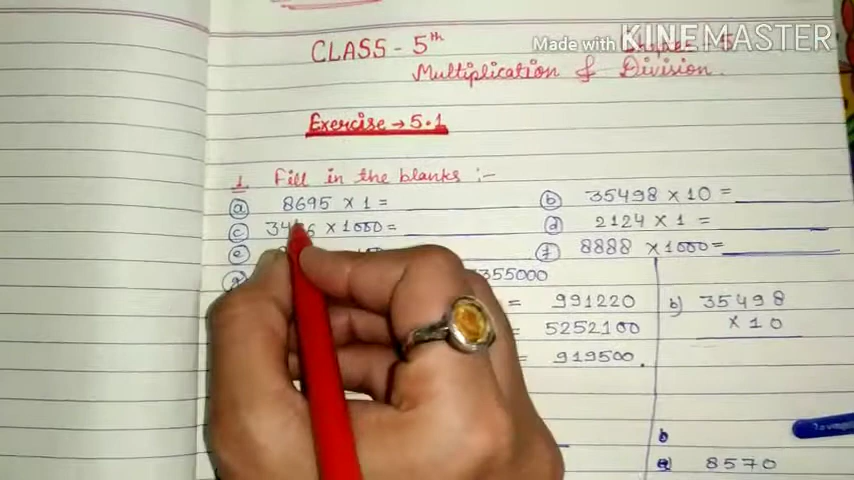 Made with KINEMASTER
CLASS - 5th
Multiplication & Division
Exercise → 5.1
1. Fill in the blanks :-
(a) 8695 × 1 =
(b) 35498 × 10 =
(c) × 1000 =
(d) 2124 × 1 =
(e)
(f) 8888 × 1000 =
355000
= 991220
b) 35498
× 10
5252100
919500.
8570